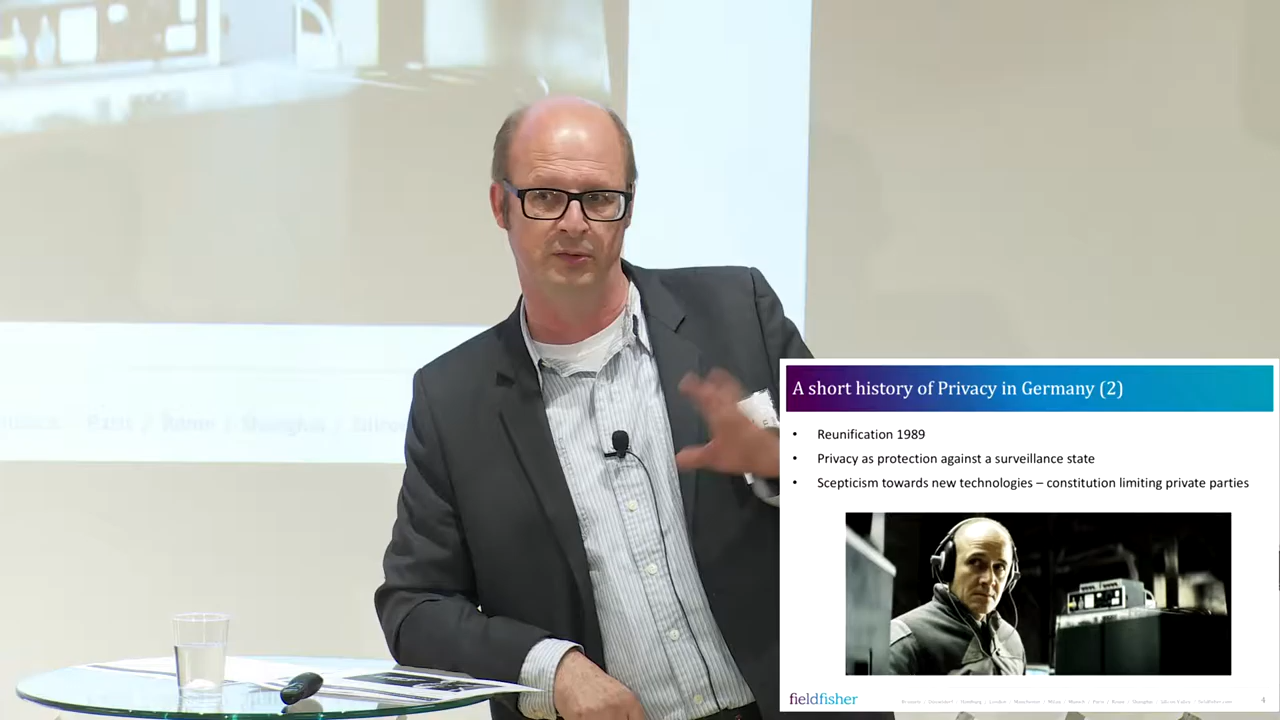 A short history of Privacy in Germany (2)
• Reunification 1989
• Privacy as protection against a surveillance state
• Scepticism towards new technologies – constitution limiting private parties
fieldfisher
4